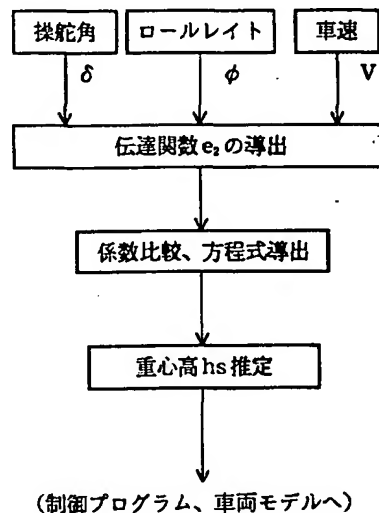 操舵角 ロールレイト 車速
δ φ V
伝達関数e₂の導出
係数比較、方程式導出
重心高hs推定
(制御プログラム、車両モデルへ)